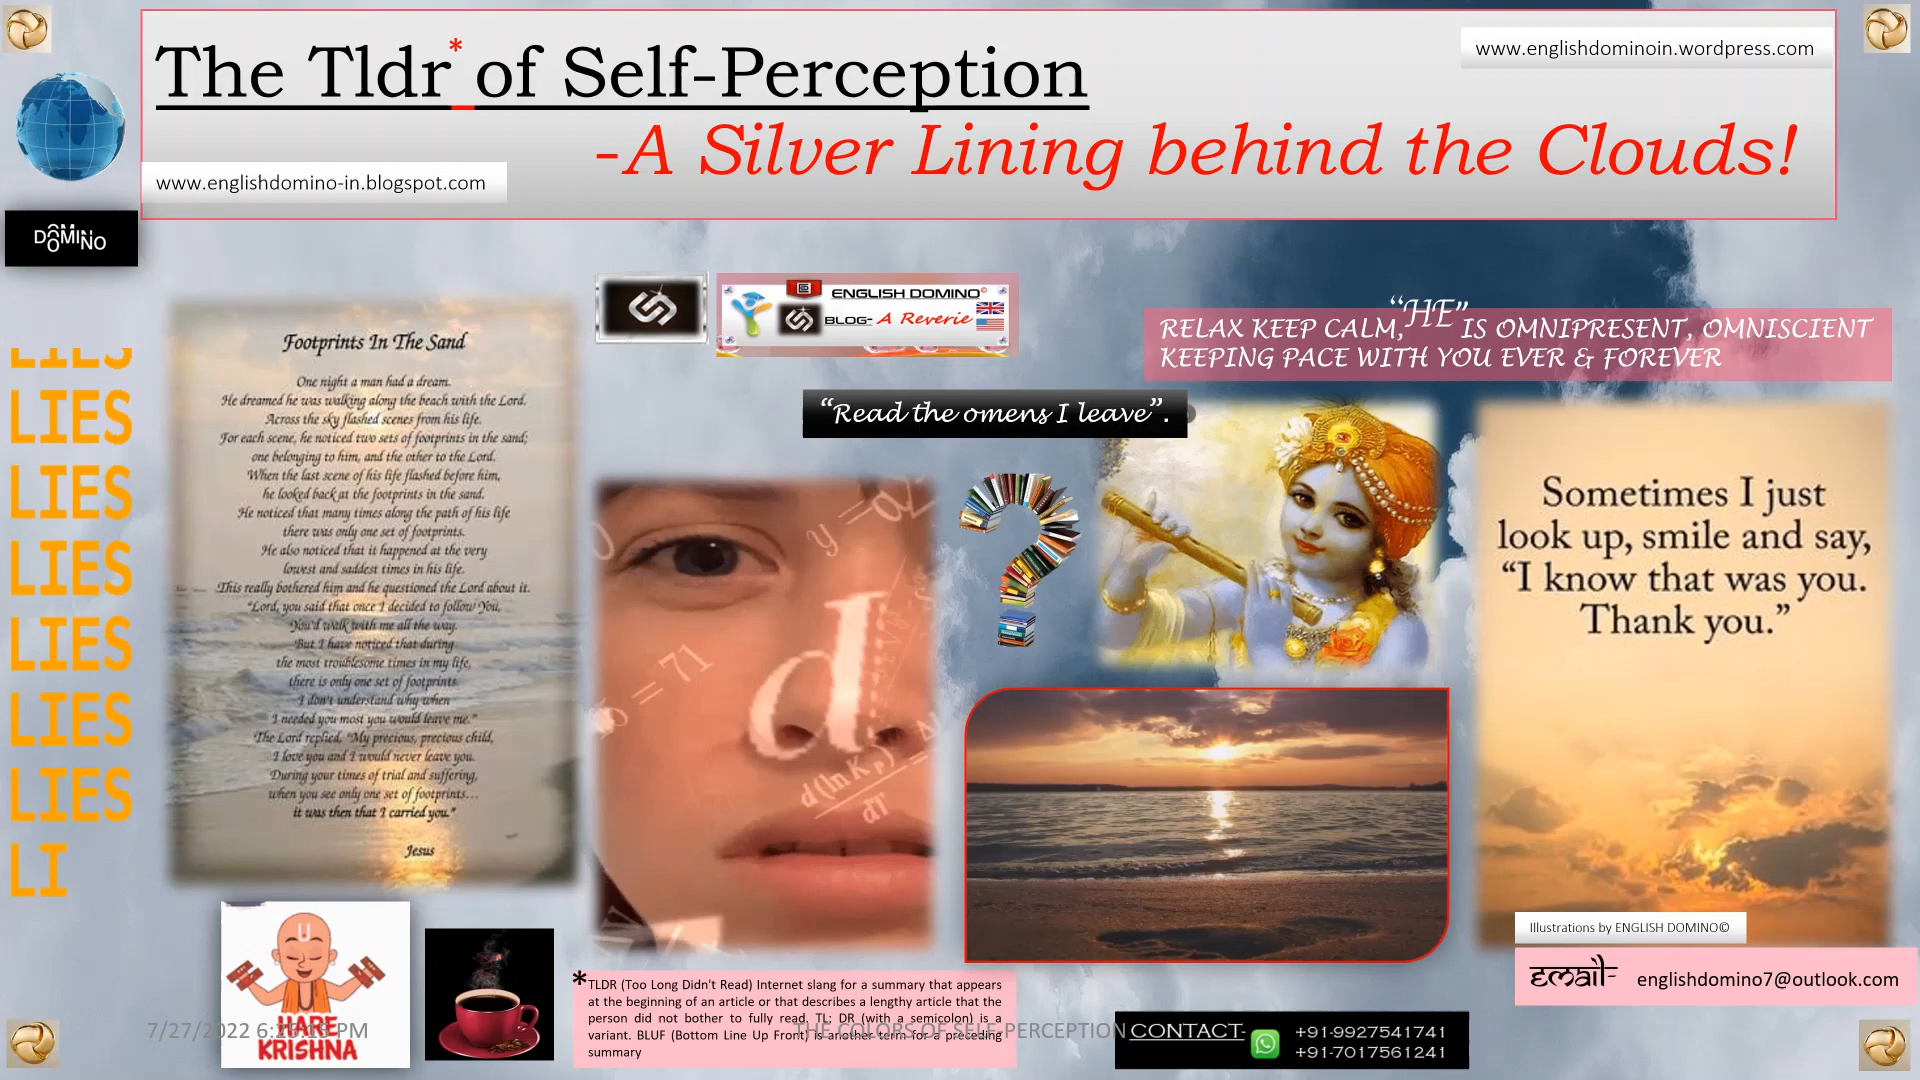 The Tldr* of Self-Perception
-A Silver Lining behind the Clouds!
www.englishdominoin.wordpress.com
www.englishdomino-in.blogspot.com
DOMINO
LIES
LIES
LIES
LIES
LIES
LIES
LIES
LI
Footprints In The Sand
One night a man had a dream.
He dreamed he was walking along the beach with the Lord.
Across the sky flashed scenes from his life.
For each scene, he noticed two sets of footprints in the sand;
one belonging to him, and the other to the Lord.
When the last scene of his life flashed before him,
he looked back at the footprints in the sand.
He noticed that many times along the path of his life
there was only one set of footprints.
He also noticed that it happened at the very
lowest and saddest times in his life.
This really bothered him and he questioned the Lord about it.
"Lord, you said that once I decided to follow You,
You'd walk with me all the way.
But I have noticed that during
the most troublesome times in my life,
there is only one set of footprints.
I don't understand why when
I needed you most you would leave me."
The Lord replied, "My precious, precious child,
I love you and I would never leave you.
During your times of trial and suffering,
when you see only one set of footprints...
it was then that I carried you."
Jesus
ENGLISH DOMINO©
BLOG- A Reverie
"Read the omens I leave".
RELAX KEEP CALM, "HE" IS OMNIPRESENT, OMNISCIENT
KEEPING PACE WITH YOU EVER & FOREVER
y =
= 71
d
d(ln Kp)
dT
Sometimes I just
look up, smile and say,
"I know that was you.
Thank you."
HARE
KRISHNA
7/27/2022 6:2 PM
*TLDR (Too Long Didn't Read) Internet slang for a summary that appears
at the beginning of an article or that describes a lengthy article that the
person did not bother to fully read. TL; DR (with a semicolon) is a
variant. BLUF (Bottom Line Up Front) is another term for a preceding
summary
THE COLORS OF SELF-PERCEPTION
CONTACT-
+91-9927541741
+91-7017561241
Illustrations by ENGLISH DOMINO©
Email- englishdomino7@outlook.com